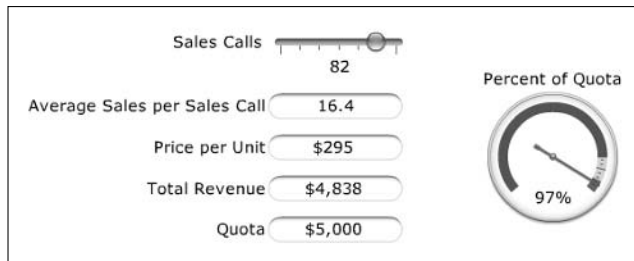 Sales Calls
82
Average Sales per Sales Call 16.4
Price per Unit $295
Total Revenue $4,838
Quota $5,000
Percent of Quota
97%